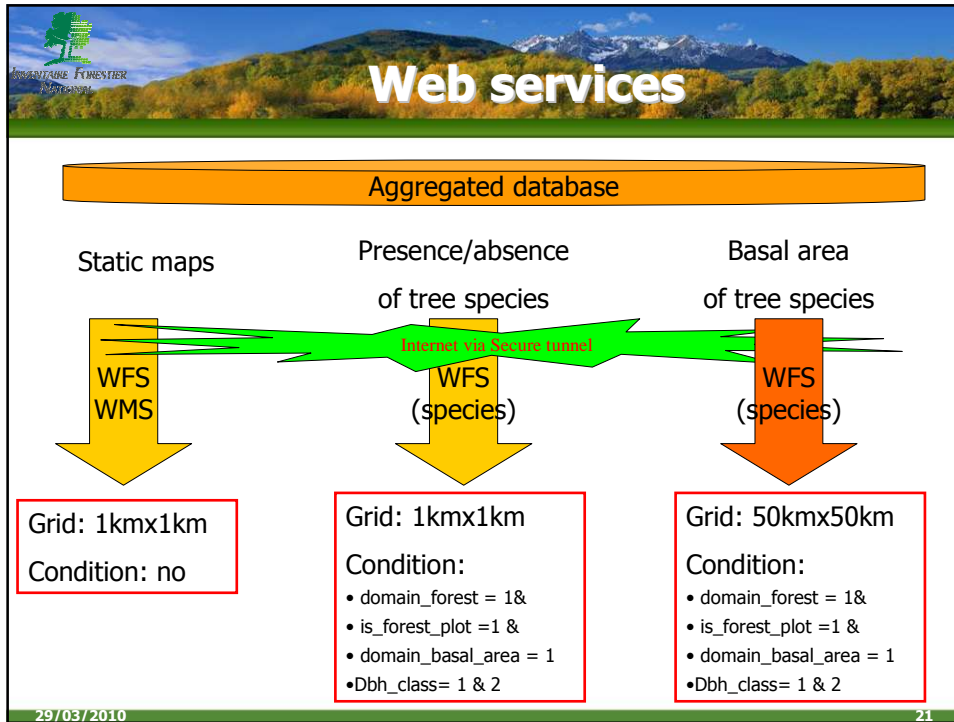 INVENTAIRE FORESTIER
NATIONAL
Web services
Aggregated database
Static maps
Presence/absence
of tree species
Basal area
of tree species
Internet via Secure tunnel
WFS
WMS
WFS
(species)
WFS
(species)
Grid: 1kmx1km
Condition: no
Grid: 1kmx1km
Condition:
• domain_forest = 1&
• is_forest_plot =1 &
• domain_basal_area = 1
•Dbh_class= 1 & 2
Grid: 50kmx50km
Condition:
• domain_forest = 1&
• is_forest_plot =1 &
• domain_basal_area = 1
•Dbh_class= 1 & 2
29/03/2010
21